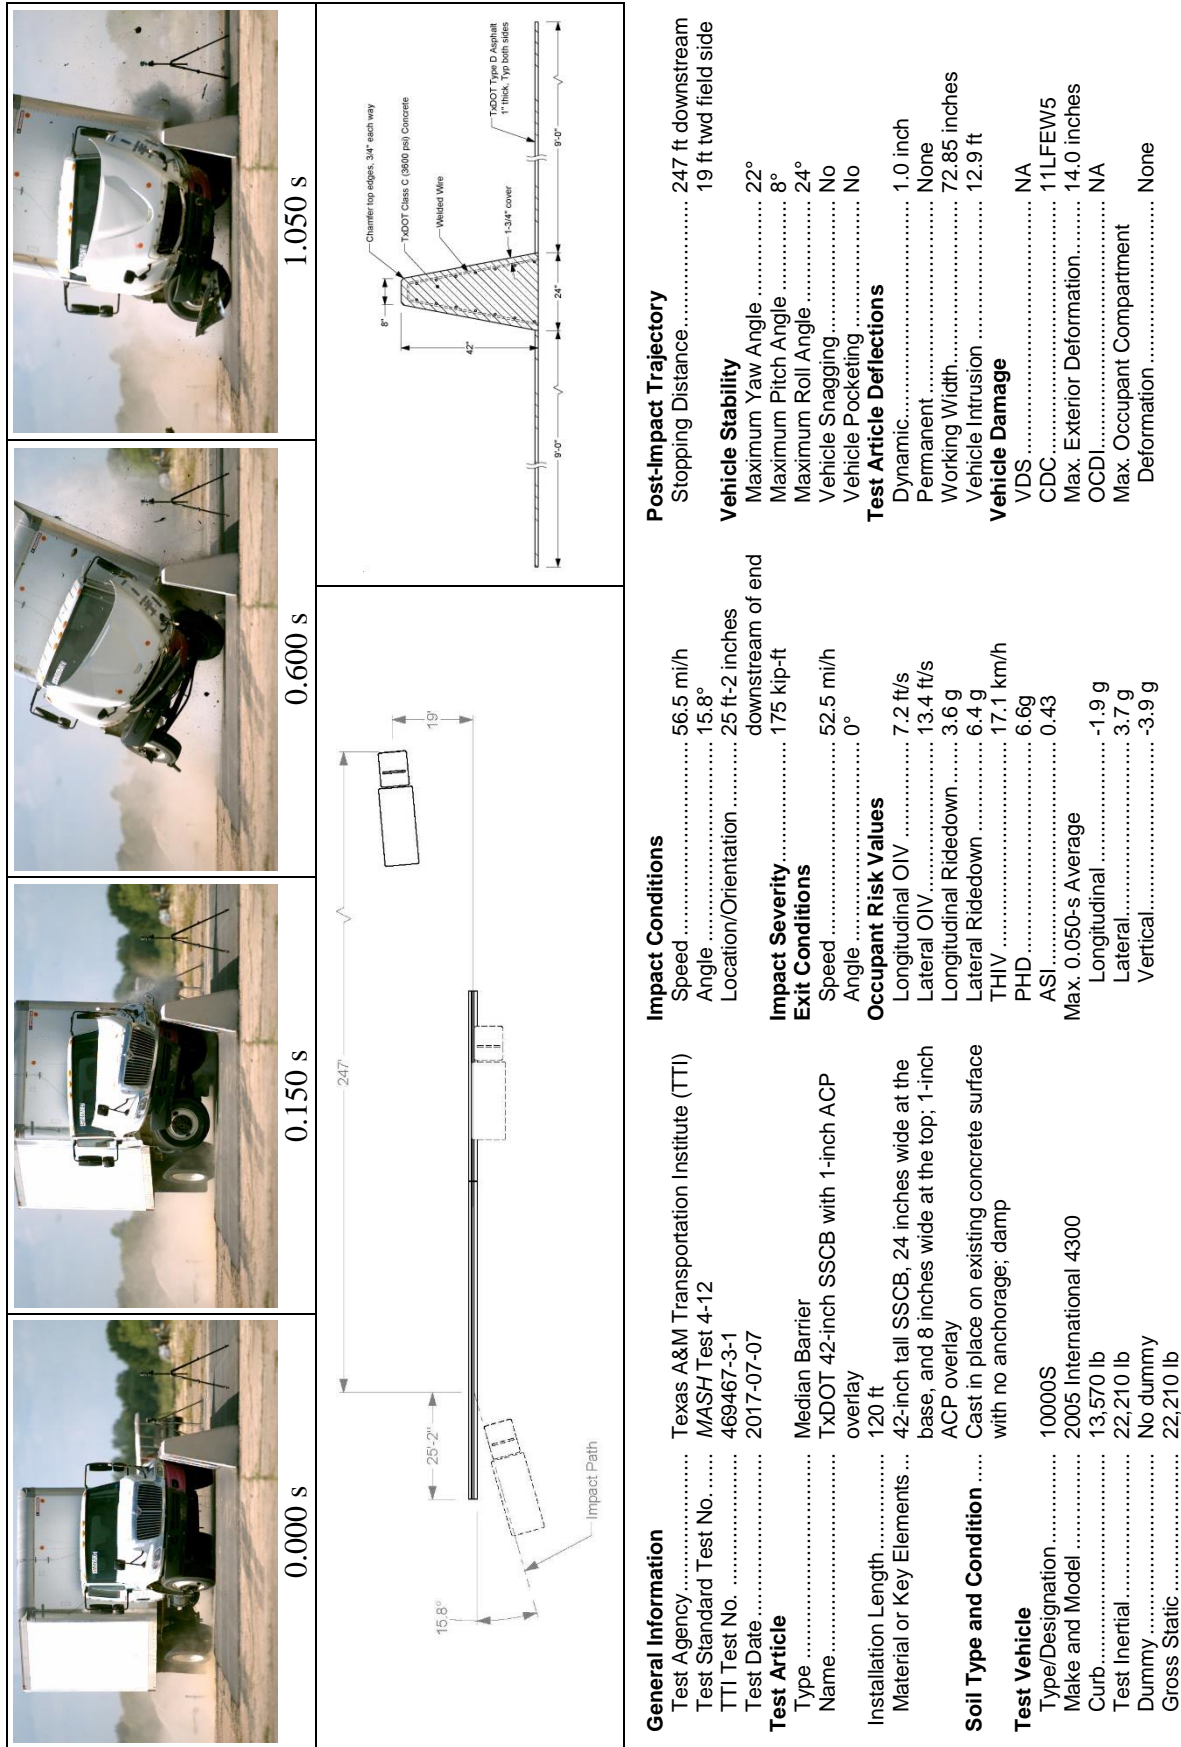 0.000 s
0.150 s
0.600 s
1.050 s
247'
25'-2"
15.8°
Impact Path
19'
Chamfer top edges, 3/4" each way
TxDOT Class C (3600 psi) Concrete
Welded Wire
1-3/4" cover
TxDOT Type D Asphalt
1" thick. Typ both sides
8"
42"
24"
9'-0"
9'-0"
General Information
Test Agency.................... Texas A&M Transportation Institute (TTI)
Test Standard Test No. ...... MASH Test 4-12
TTI Test No. .................... 469467-3-1
Test Date ....................... 2017-07-07
Test Article
Type ............................. Median Barrier
Name............................. TxDOT 42-inch SSCB with 1-inch ACP
overlay
Installation Length............. 120 ft
Material or Key Elements ... 42-inch tall SSCB, 24 inches wide at the
base, and 8 inches wide at the top; 1-inch
ACP overlay
Soil Type and Condition .... Cast in place on existing concrete surface
with no anchorage; damp
Test Vehicle
Type/Designation .............. 10000S
Make and Model ............... 2005 International 4300
Curb.............................. 13,570 lb
Test Inertial..................... 22,210 lb
Dummy .......................... No dummy
Gross Static.................... 22,210 lb
Impact Conditions
Speed ........................... 56.5 mi/h
Angle ............................ 15.8°
Location/Orientation .......... 25 ft-2 inches
downstream of end
Impact Severity................ 175 kip-ft
Exit Conditions
Speed ........................... 52.5 mi/h
Angle ............................ 0°
Occupant Risk Values
Longitudinal OIV .............. 7.2 ft/s
Lateral OIV..................... 13.4 ft/s
Longitudinal Ridedown...... 3.6 g
Lateral Ridedown............. 6.4 g
THIV ............................. 17.1 km/h
PHD.............................. 6.6g
ASI............................... 0.43
Max. 0.050-s Average
Longitudinal.................... -1.9 g
Lateral........................... 3.7 g
Vertical.......................... -3.9 g
Post-Impact Trajectory
Stopping Distance............. 247 ft downstream
19 ft twd field side
Vehicle Stability
Maximum Yaw Angle ......... 22°
Maximum Pitch Angle ........ 8°
Maximum Roll Angle ......... 24°
Vehicle Snagging.............. No
Vehicle Pocketing ............. No
Test Article Deflections
Dynamic......................... 1.0 inch
Permanent...................... None
Working Width.................. 72.85 inches
Vehicle Intrusion............... 12.9 ft
Vehicle Damage
VDS .............................. NA
CDC.............................. 11LFEW5
Max. Exterior Deformation... 14.0 inches
OCDI............................. NA
Max. Occupant Compartment
Deformation .................... None